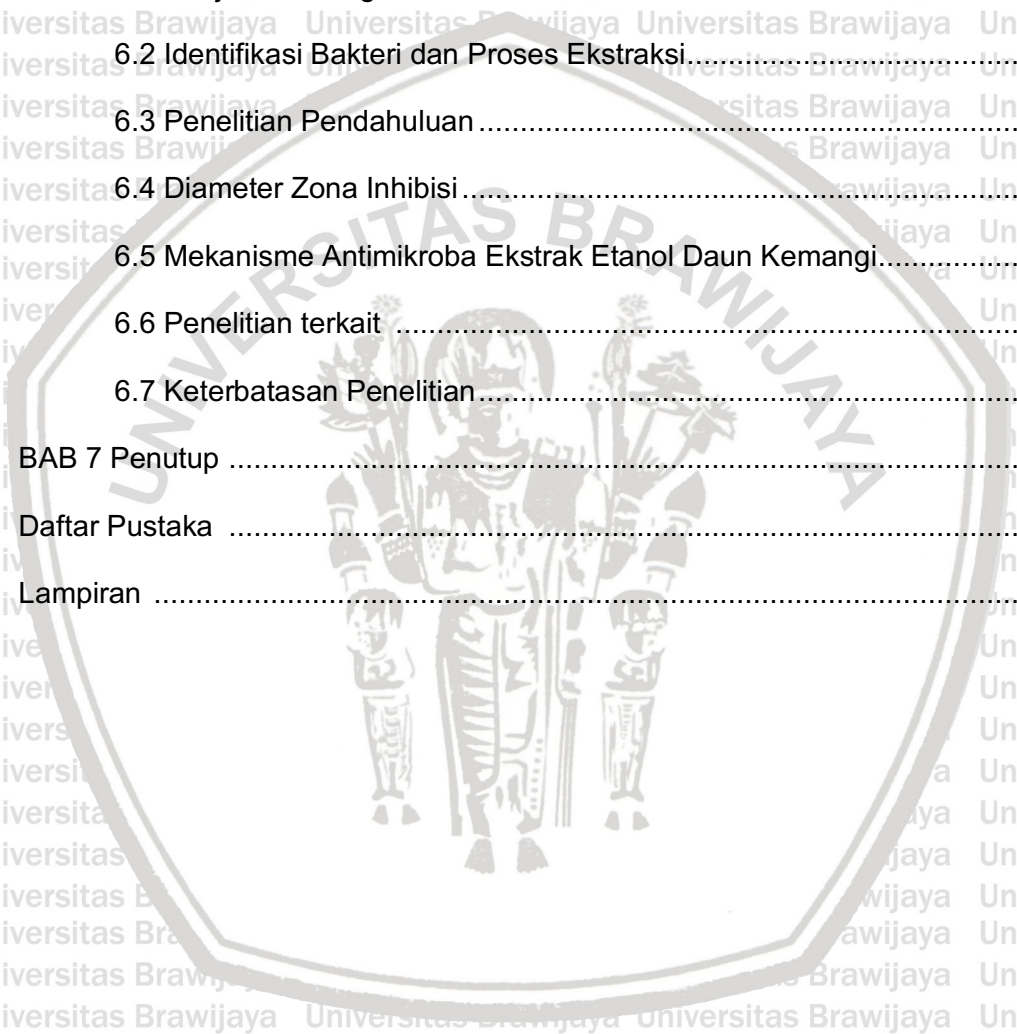 6.2 Identifikasi Bakteri dan Proses Ekstraksi........................................
6.3 Penelitian Pendahuluan.................................................................
6.4 Diameter Zona Inhibisi...................................................................
6.5 Mekanisme Antimikroba Ekstrak Etanol Daun Kemangi.................
6.6 Penelitian terkait ...........................................................................
6.7 Keterbatasan Penelitian.................................................................
BAB 7 Penutup ...............................................................................................
Daftar Pustaka ...............................................................................................
Lampiran ........................................................................................................
UNIVERSITAS BRAWIJAYA